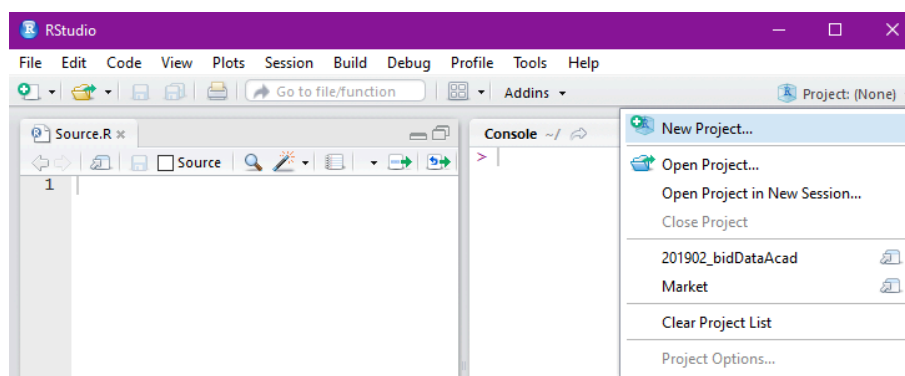 RStudio
File Edit Code View Plots Session Build Debug Profile Tools Help
Go to file/function Addins Project: (None)
Source.R
Source
1
Console ~/
>
New Project...
Open Project...
Open Project in New Session...
Close Project
201902_bidDataAcad
Market
Clear Project List
Project Options...